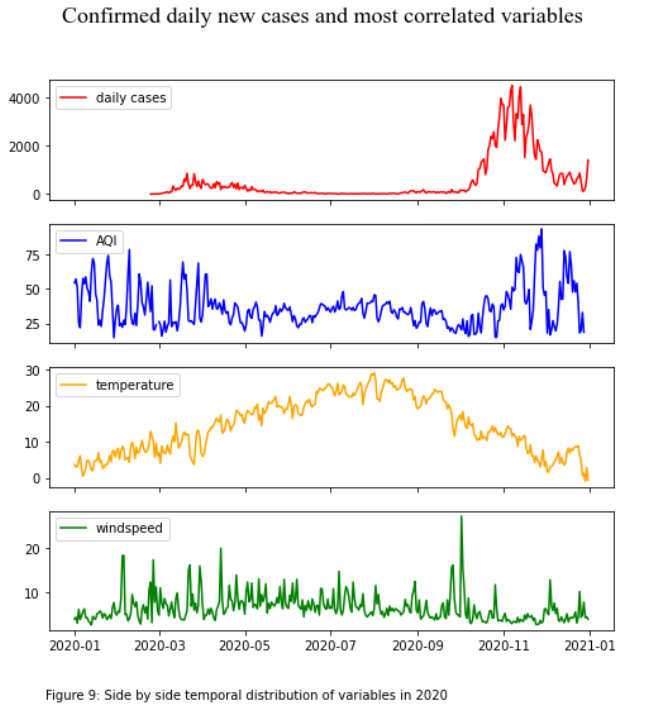 Confirmed daily new cases and most correlated variables
daily cases
4000
2000
0
AQI
75
50
25
temperature
30
20
10
0
windspeed
20
10
2020-01 2020-03 2020-05 2020-07 2020-09 2020-11 2021-01
Figure 9: Side by side temporal distribution of variables in 2020